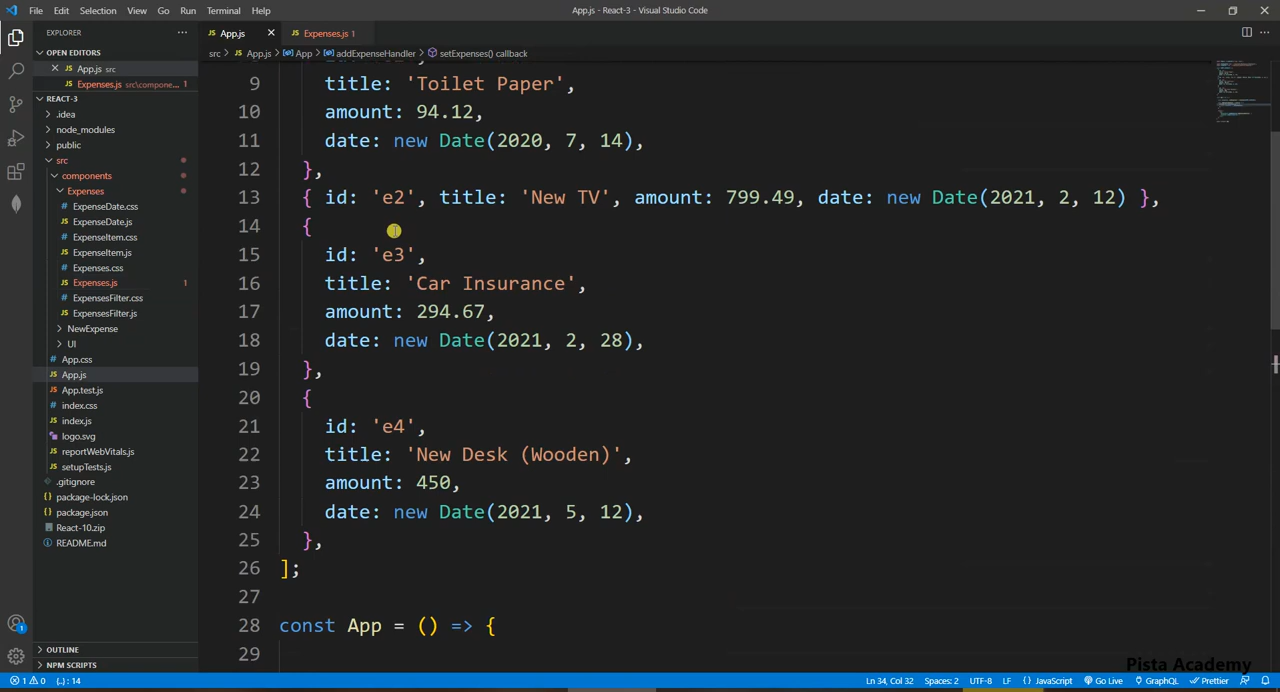 File Edit Selection View Go Run Terminal Help
App.js - React-3 - Visual Studio Code
EXPLORER
OPEN EDITORS
App.js src
Expenses.js src\compone... 1
REACT-3
.idea
node_modules
public
src
components
Expenses
ExpenseDate.css
ExpenseDate.js
ExpenseItem.css
ExpenseItem.js
Expenses.css
Expenses.js 1
ExpensesFilter.css
ExpensesFilter.js
NewExpense
UI
App.css
App.js
App.test.js
index.css
index.js
logo.svg
reportWebVitals.js
setupTests.js
.gitignore
package-lock.json
package.json
React-10.zip
README.md
OUTLINE
NPM SCRIPTS
App.js
Expenses.js 1
src > App.js > App > addExpenseHandler > setExpenses() callback
9 title: 'Toilet Paper',
10 amount: 94.12,
11 date: new Date(2020, 7, 14),
12 },
13 { id: 'e2', title: 'New TV', amount: 799.49, date: new Date(2021, 2, 12) },
14 {
15 id: 'e3',
16 title: 'Car Insurance',
17 amount: 294.67,
18 date: new Date(2021, 2, 28),
19 },
20 {
21 id: 'e4',
22 title: 'New Desk (Wooden)',
23 amount: 450,
24 date: new Date(2021, 5, 12),
25 },
26 ];
27
28 const App = () => {
29
Pista Academy
1 0 {..} : 14
Ln 34, Col 32 Spaces: 2 UTF-8 LF {} JavaScript Go Live GraphQL Prettier